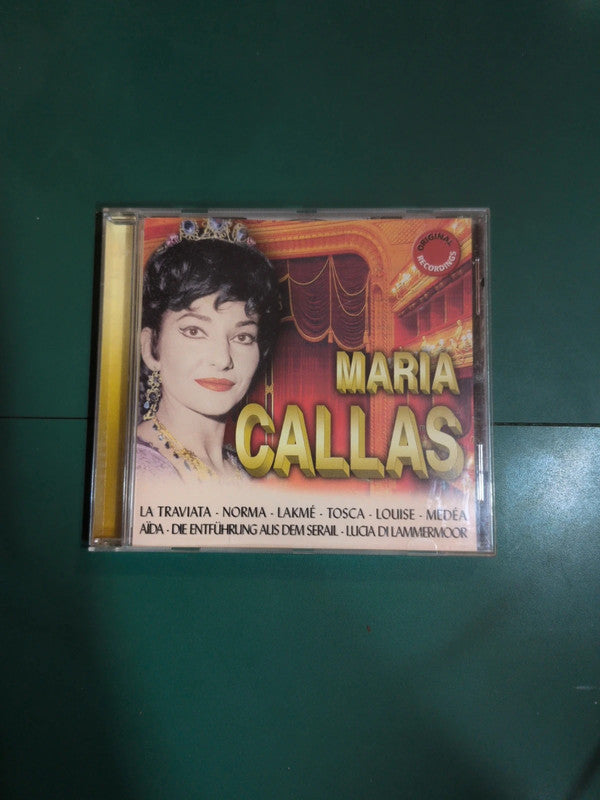 ORIGINAL
RECORDINGS
MARIA
CALLAS
LA TRAVIATA - NORMA - LAKMÉ - TOSCA - LOUISE - MEDÉA
AÏDA - DIE ENTFÜHRUNG AUS DEM SERAIL - LUCIA DI LAMMERMOOR